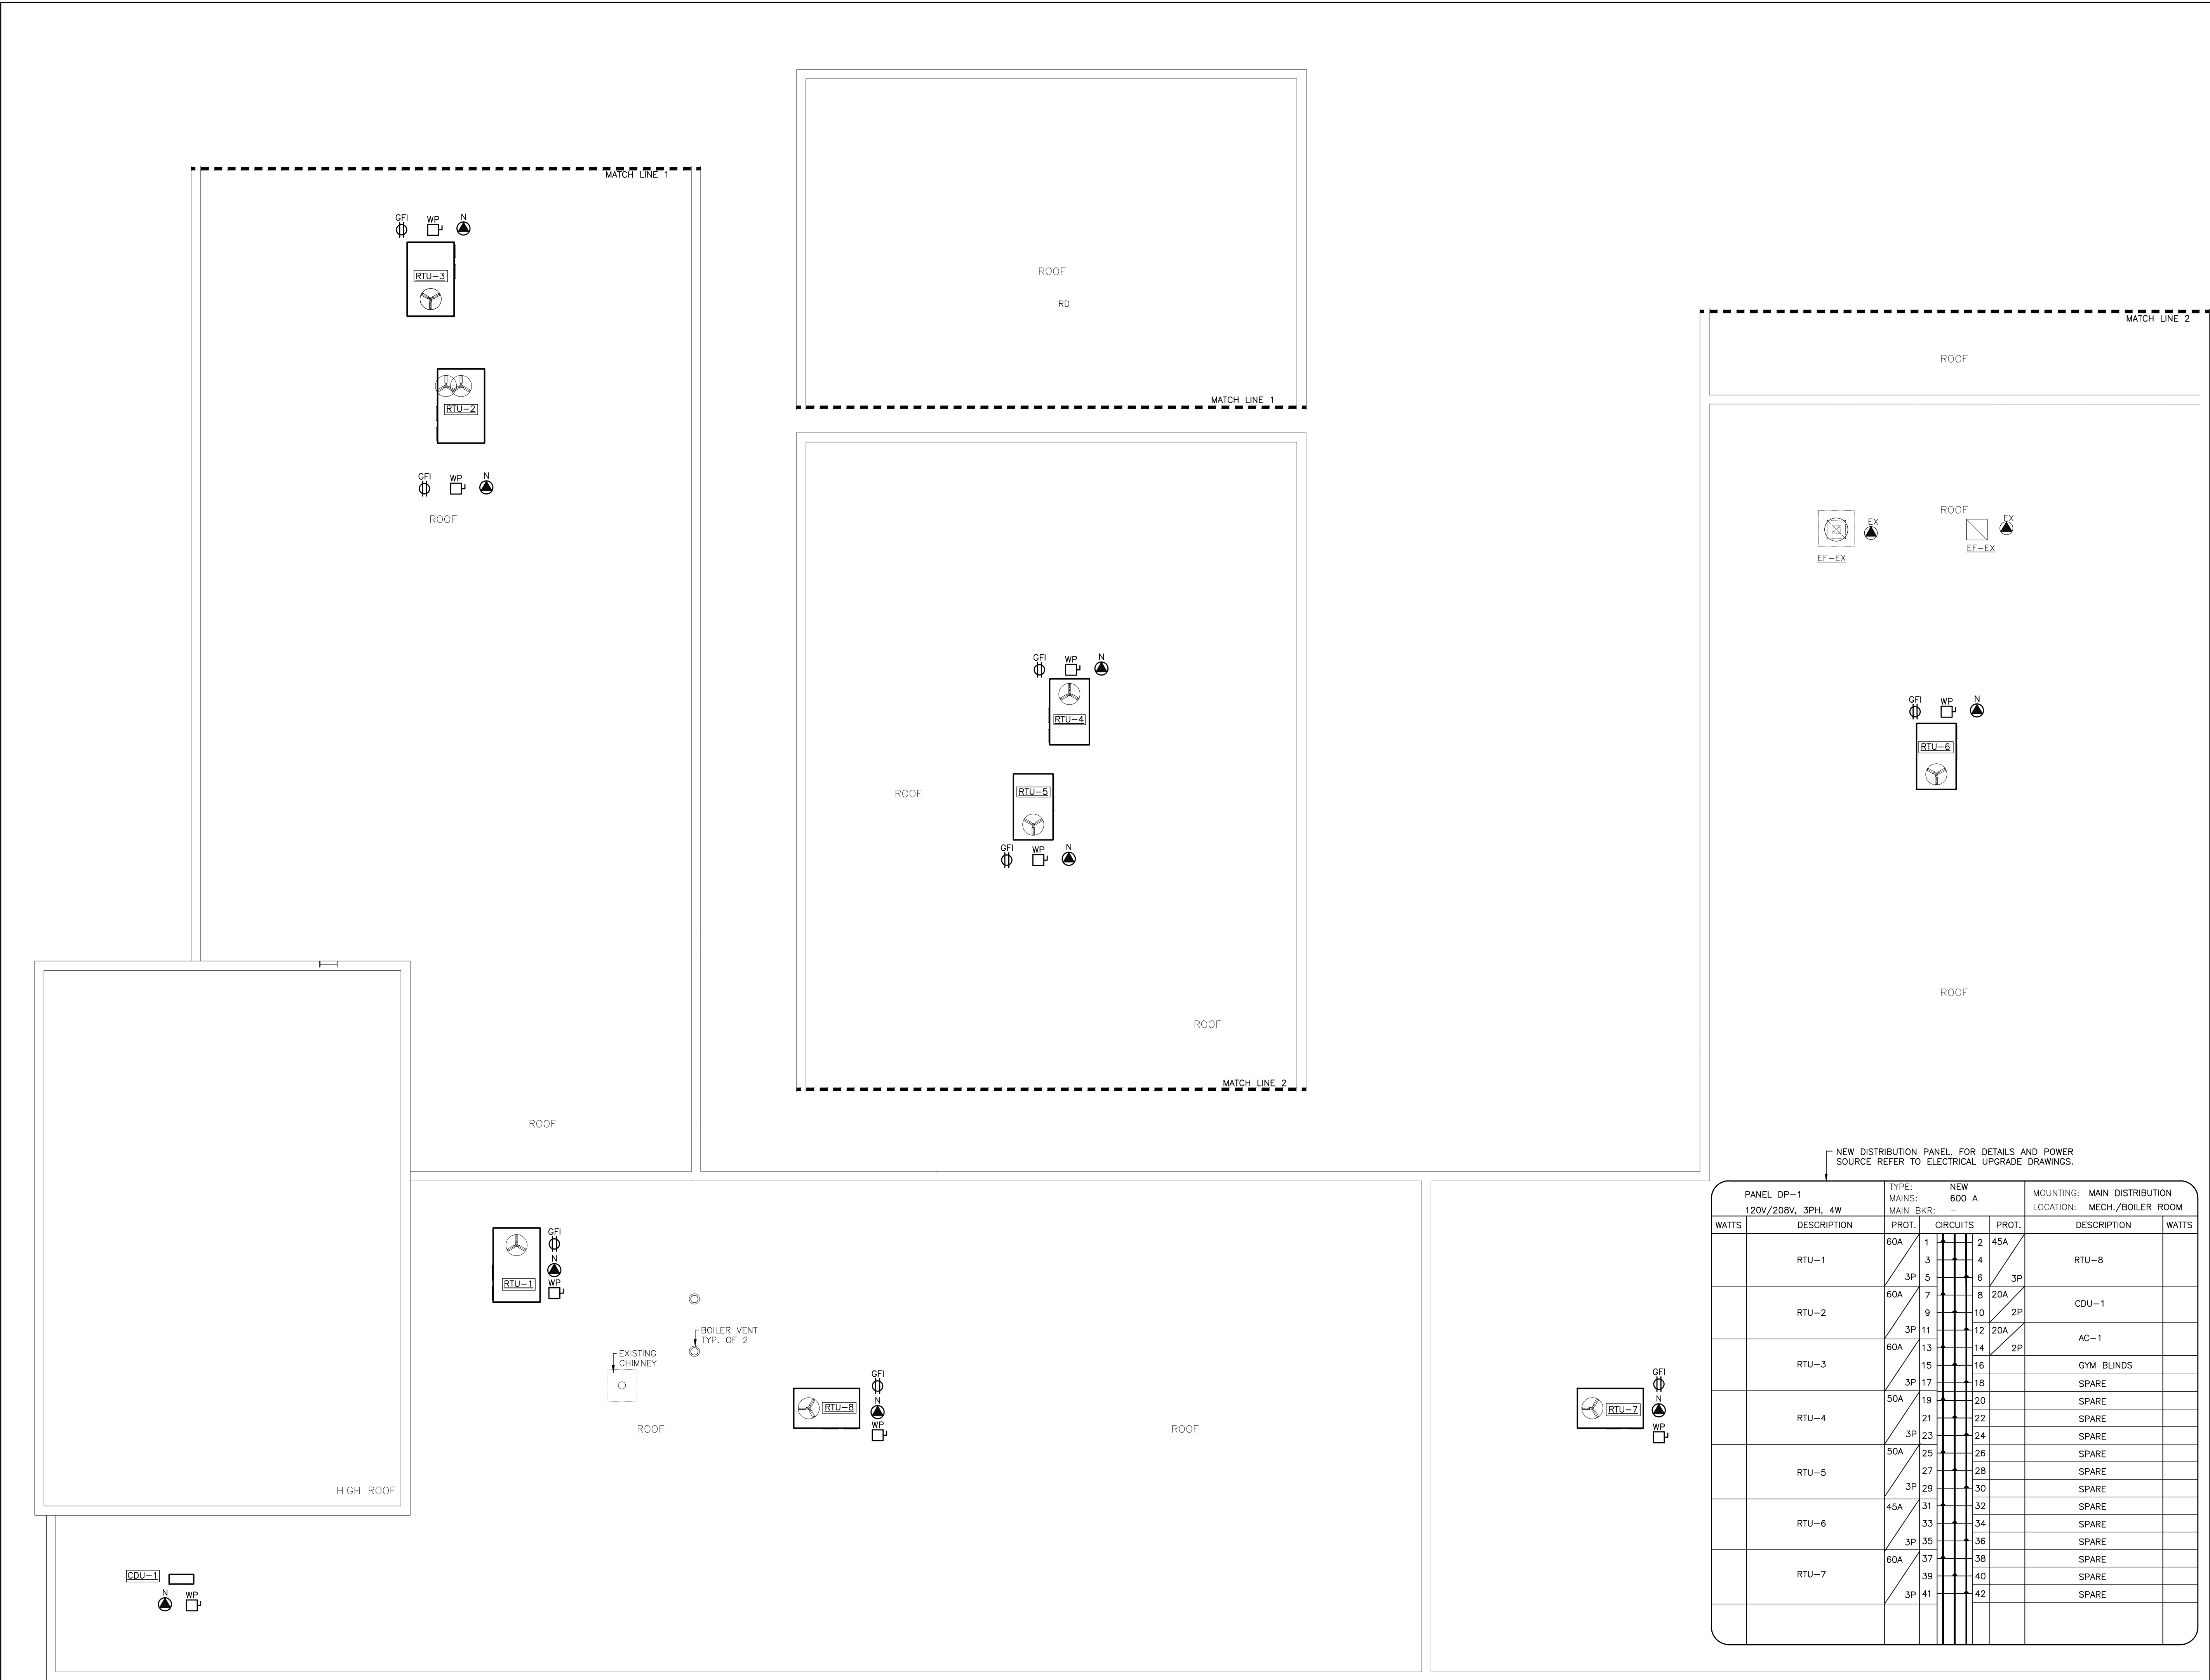 MATCH LINE 1
GFI WP N
RTU-3
RTU-2
GFI WP N
ROOF
ROOF
ROOF
RD
MATCH LINE 1
GFI WP N
RTU-4
ROOF
RTU-5
GFI WP N
ROOF
MATCH LINE 2
MATCH LINE 2
ROOF
ROOF
EX
EF-EX
EX
EF-EX
GFI WP N
RTU-6
ROOF
HIGH ROOF
CDU-1
N WP
RTU-1
GFI
N
WP
BOILER VENT
TYP. OF 2
EXISTING
CHIMNEY
ROOF
RTU-8
GFI
N
WP
ROOF
RTU-7
GFI
N
WP
NEW DISTRIBUTION PANEL. FOR DETAILS AND POWER
SOURCE REFER TO ELECTRICAL UPGRADE DRAWINGS.
PANEL DP-1
120V/208V, 3PH, 4W
TYPE: NEW
MAINS: 600 A
MAIN BKR: -
MOUNTING: MAIN DISTRIBUTION
LOCATION: MECH./BOILER ROOM
WATTS DESCRIPTION PROT. CIRCUITS PROT. DESCRIPTION WATTS
60A 1 2 45A
RTU-1 3 4 RTU-8
3P 5 6 3P
60A 7 8 20A
CDU-1
RTU-2 9 10 2P
3P 11 12 20A
AC-1
60A 13 14 2P
RTU-3 15 16 GYM BLINDS
3P 17 18 SPARE
50A 19 20 SPARE
RTU-4 21 22 SPARE
3P 23 24 SPARE
50A 25 26 SPARE
RTU-5 27 28 SPARE
3P 29 30 SPARE
45A 31 32 SPARE
RTU-6 33 34 SPARE
3P 35 36 SPARE
60A 37 38 SPARE
RTU-7 39 40 SPARE
3P 41 42 SPARE